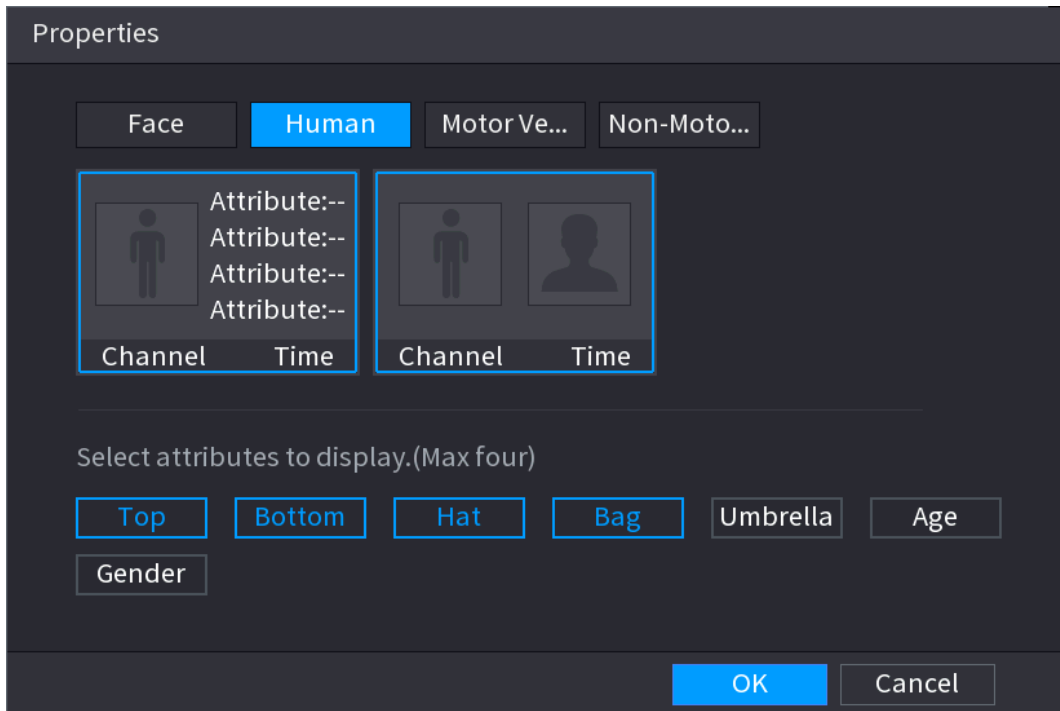 Properties
Face Human Motor Ve... Non-Moto...
Attribute:--
Attribute:--
Attribute:--
Attribute:--
Channel Time Channel Time
Select attributes to display.(Max four)
Top Bottom Hat Bag Umbrella Age
Gender
OK Cancel